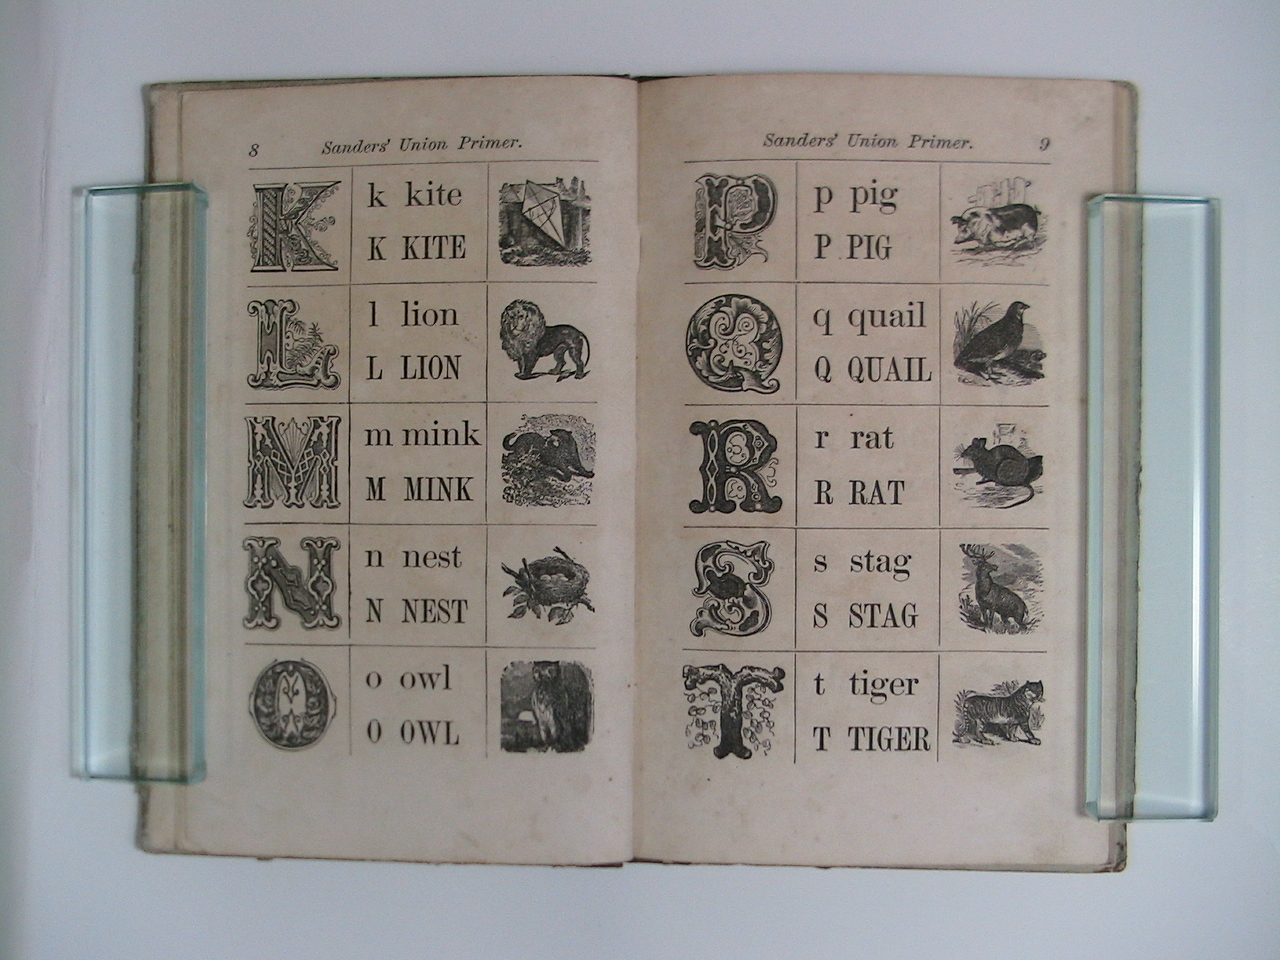 8 Sanders' Union Primer.
K k kite
K KITE
L l lion
L LION
M m mink
M MINK
N n nest
N NEST
O o owl
O OWL
Sanders' Union Primer. 9
P p pig
P PIG
Q q quail
Q QUAIL
R r rat
R RAT
S s stag
S STAG
T t tiger
T TIGER